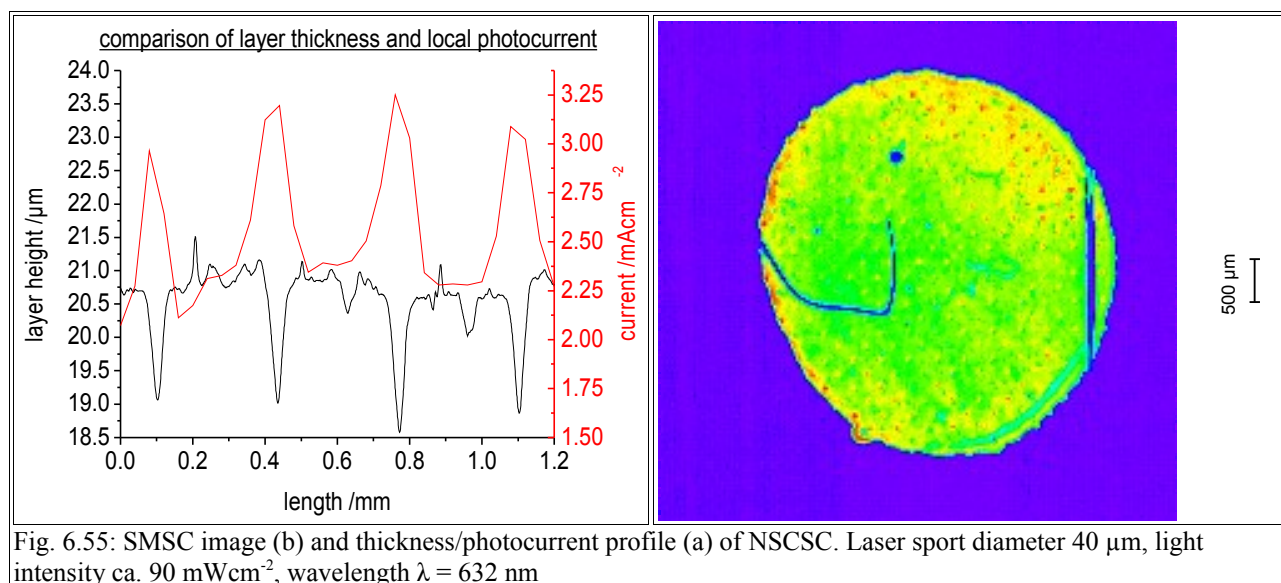 comparison of layer thickness and local photocurrent
24.0
23.5
23.0
22.5
22.0
21.5
21.0
20.5
20.0
19.5
19.0
18.5
layer height /µm
0.0 0.2 0.4 0.6 0.8 1.0 1.2
length /mm
3.25
3.00
2.75
2.50
2.25
2.00
1.75
1.50
current /mAcm⁻²
500 µm
Fig. 6.55: SMSC image (b) and thickness/photocurrent profile (a) of NSCSC. Laser sport diameter 40 µm, light
intensity ca. 90 mWcm⁻², wavelength λ = 632 nm